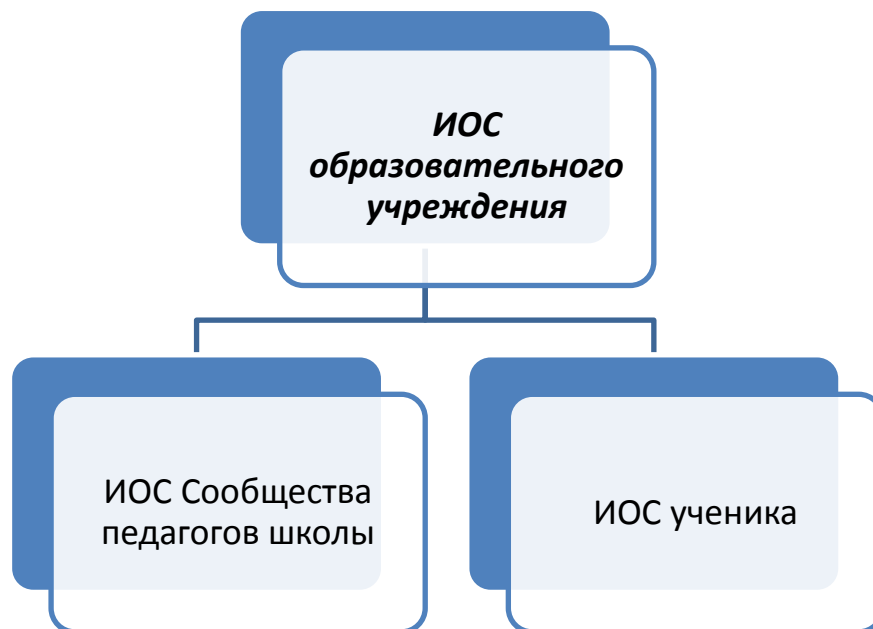 ИОС
образовательного
учреждения
ИОС Сообщества
педагогов школы
ИОС ученика